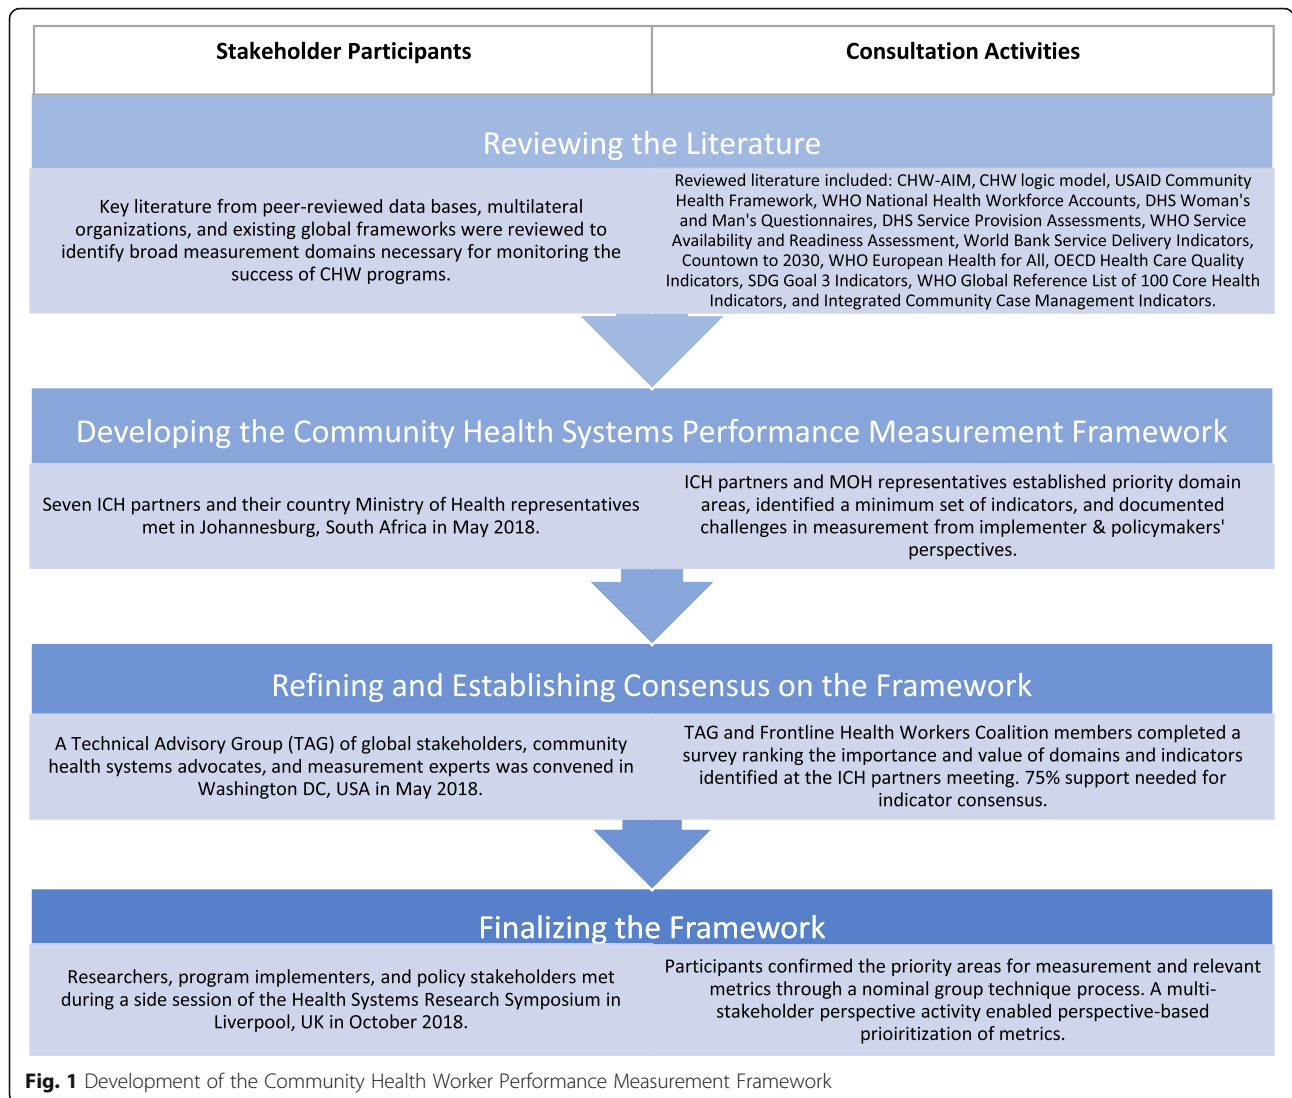 Stakeholder Participants
Consultation Activities
Reviewing the Literature
Key literature from peer-reviewed data bases, multilateral
organizations, and existing global frameworks were reviewed to
identify broad measurement domains necessary for monitoring the
success of CHW programs.
Reviewed literature included: CHW-AIM, CHW logic model, USAID Community
Health Framework, WHO National Health Workforce Accounts, DHS Woman's
and Man's Questionnaires, DHS Service Provision Assessments, WHO Service
Availability and Readiness Assessment, World Bank Service Delivery Indicators,
Countown to 2030, WHO European Health for All, OECD Health Care Quality
Indicators, SDG Goal 3 Indicators, WHO Global Reference List of 100 Core Health
Indicators, and Integrated Community Case Management Indicators.
Developing the Community Health Systems Performance Measurement Framework
Seven ICH partners and their country Ministry of Health representatives
met in Johannesburg, South Africa in May 2018.
ICH partners and MOH representatives established priority domain
areas, identified a minimum set of indicators, and documented
challenges in measurement from implementer & policymakers'
perspectives.
Refining and Establishing Consensus on the Framework
A Technical Advisory Group (TAG) of global stakeholders, community
health systems advocates, and measurement experts was convened in
Washington DC, USA in May 2018.
TAG and Frontline Health Workers Coalition members completed a
survey ranking the importance and value of domains and indicators
identified at the ICH partners meeting. 75% support needed for
indicator consensus.
Finalizing the Framework
Researchers, program implementers, and policy stakeholders met
during a side session of the Health Systems Research Symposium in
Liverpool, UK in October 2018.
Participants confirmed the priority areas for measurement and relevant
metrics through a nominal group technique process. A multi-
stakeholder perspective activity enabled perspective-based
prioiritization of metrics.
Fig. 1 Development of the Community Health Worker Performance Measurement Framework